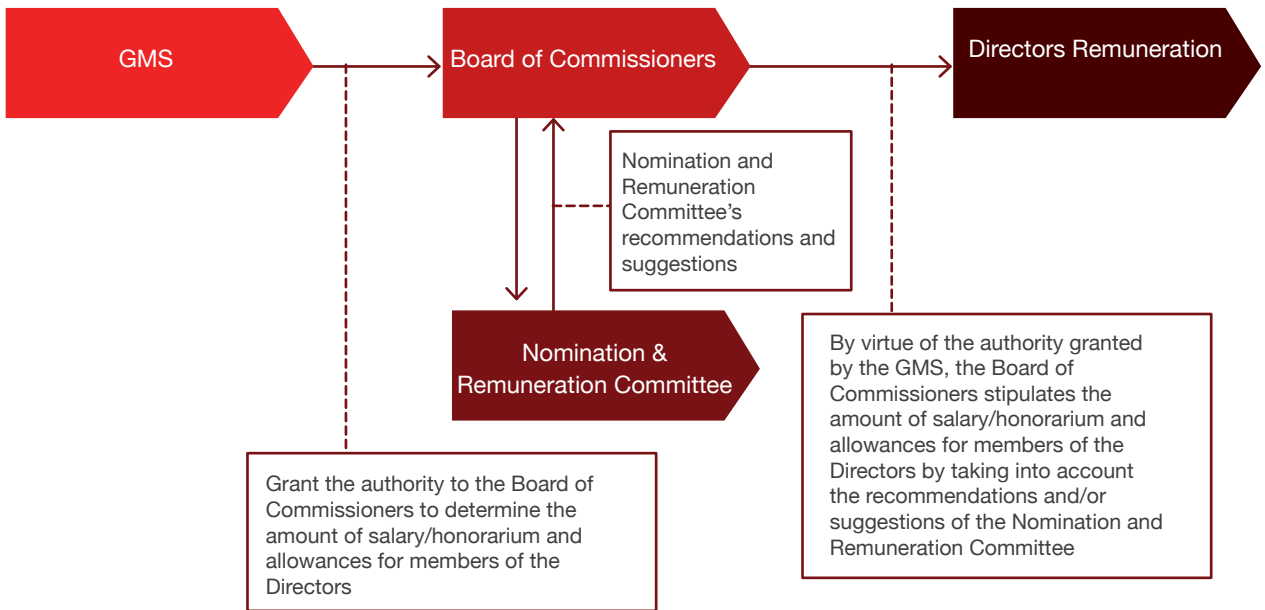 GMS
Board of Commissioners
Directors Remuneration
Nomination and
Remuneration
Committee’s
recommendations and
suggestions
Nomination &
Remuneration Committee
By virtue of the authority granted
by the GMS, the Board of
Commissioners stipulates the
amount of salary/honorarium and
allowances for members of the
Directors by taking into account
the recommendations and/or
suggestions of the Nomination and
Remuneration Committee
Grant the authority to the Board of
Commissioners to determine the
amount of salary/honorarium and
allowances for members of the
Directors